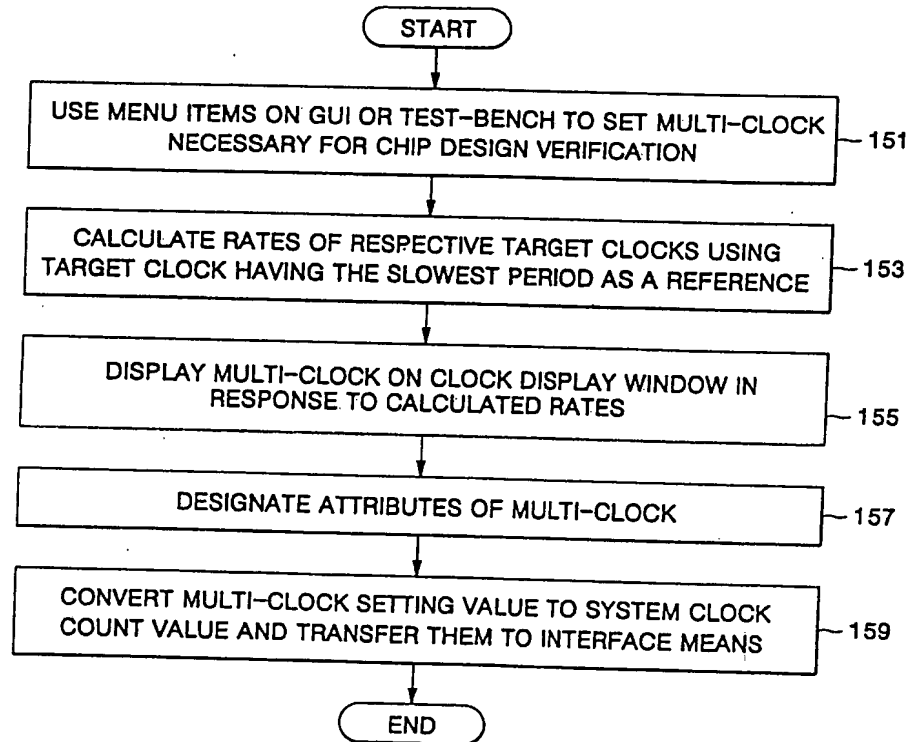 START
USE MENU ITEMS ON GUI OR TEST-BENCH TO SET MULTI-CLOCK
NECESSARY FOR CHIP DESIGN VERIFICATION
151
CALCULATE RATES OF RESPECTIVE TARGET CLOCKS USING
TARGET CLOCK HAVING THE SLOWEST PERIOD AS A REFERENCE
153
DISPLAY MULTI-CLOCK ON CLOCK DISPLAY WINDOW IN
RESPONSE TO CALCULATED RATES
155
DESIGNATE ATTRIBUTES OF MULTI-CLOCK
157
CONVERT MULTI-CLOCK SETTING VALUE TO SYSTEM CLOCK
COUNT VALUE AND TRANSFER THEM TO INTERFACE MEANS
159
END